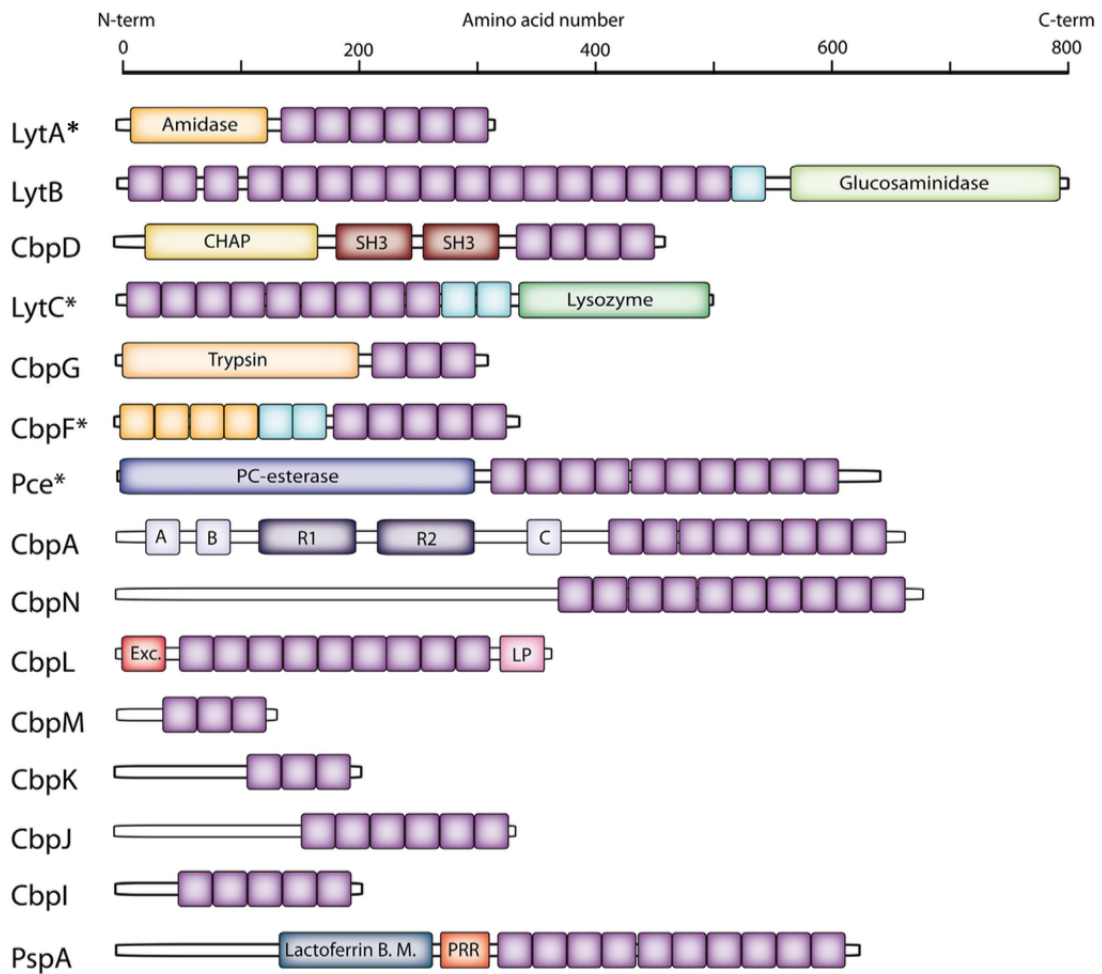 N-term Amino acid number C-term
0 200 400 600 800
LytA* Amidase
LytB Glucosaminidase
CbpD CHAP SH3 SH3
LytC* Lysozyme
CbpG Trypsin
CbpF*
Pce* PC-esterase
CbpA A B R1 R2 C
CbpN
CbpL Exc. LP
CbpM
CbpK
CbpJ
CbpI
PspA Lactoferrin B. M. PRR